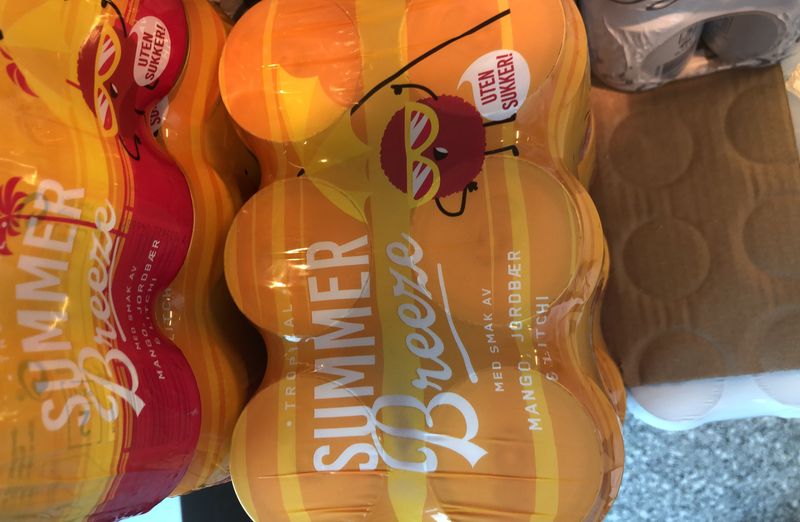 UTEN
SUKKER!
SUMMER
Breeze
MED SMAK AV
MANGO, JORDBÆR
& LITCHI
UTEN
SUKKER!
• TROPICAL
SUMMER
Breeze
MED SMAK AV
MANGO, JORDBÆR
& LITCHI